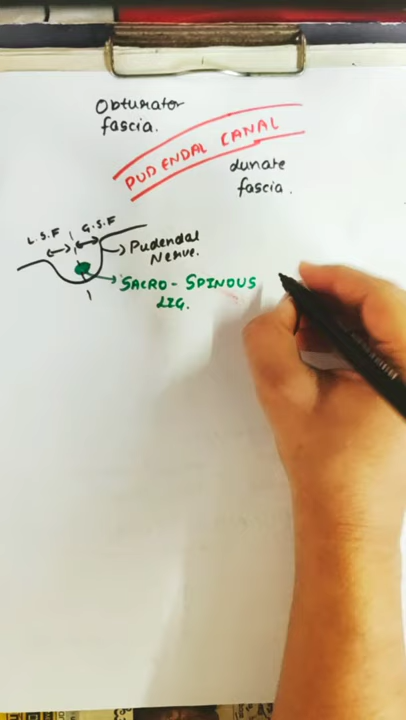 Obturator
fascia.
PUDENDAL CANAL
dunate
fascia.
L.S.F
G.S.F
Pudendal
Nerve.
SACRO-SPINOUS
LIG.